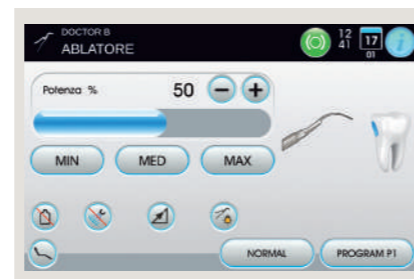 DOCTOR B
ABLATORE
12
41
17
01
i
Potenza %
50
MIN
MED
MAX
NORMAL
PROGRAM P1